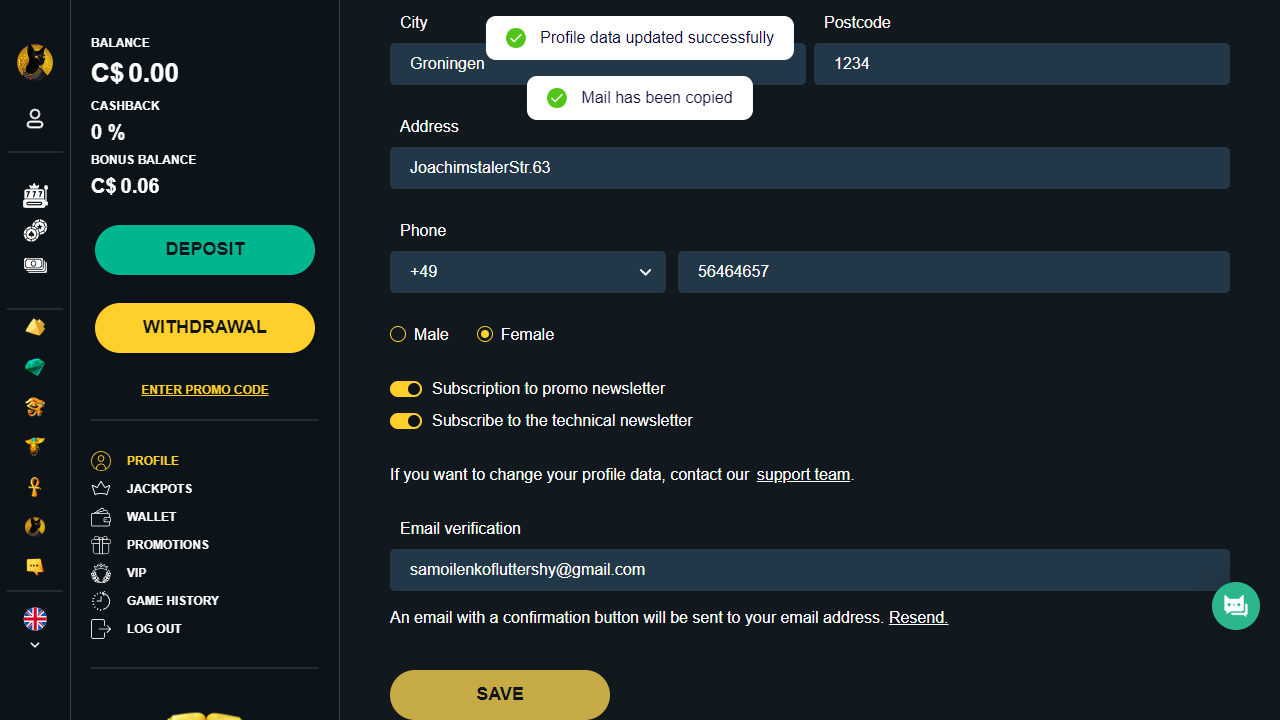 BALANCE
C$ 0.00
CASHBACK
0 %
BONUS BALANCE
C$ 0.06
DEPOSIT
WITHDRAWAL
ENTER PROMO CODE
PROFILE
JACKPOTS
WALLET
PROMOTIONS
VIP
GAME HISTORY
LOG OUT
Profile data updated successfully
Mail has been copied
City
Postcode
Groningen
1234
Address
JoachimstalerStr.63
Phone
+49
56464657
Male
Female
Subscription to promo newsletter
Subscribe to the technical newsletter
If you want to change your profile data, contact our support team.
Email verification
samoilenkofluttershy@gmail.com
An email with a confirmation button will be sent to your email address. Resend.
SAVE